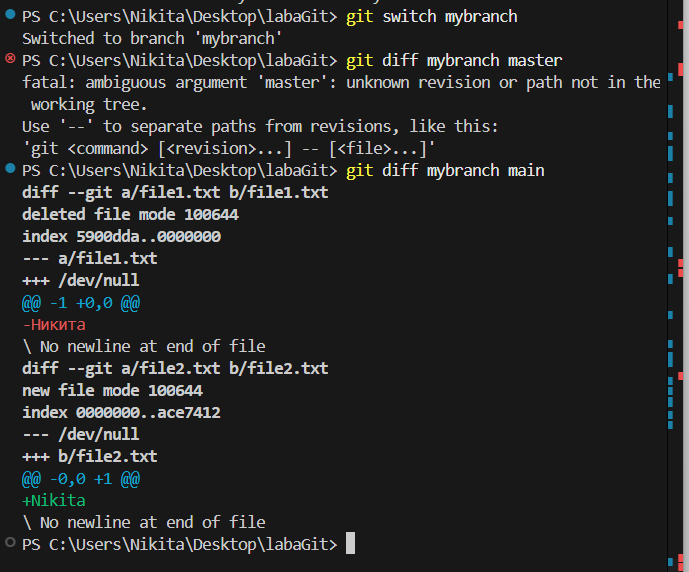 PS C:\Users\Nikita\Desktop\labaGit> git switch mybranch
Switched to branch 'mybranch'
PS C:\Users\Nikita\Desktop\labaGit> git diff mybranch master
fatal: ambiguous argument 'master': unknown revision or path not in the
 working tree.
Use '--' to separate paths from revisions, like this:
'git <command> [<revision>...] -- [<file>...]'
PS C:\Users\Nikita\Desktop\labaGit> git diff mybranch main
diff --git a/file1.txt b/file1.txt
deleted file mode 100644
index 5900dda..0000000
--- a/file1.txt
+++ /dev/null
@@ -1 +0,0 @@
-Никита
\ No newline at end of file
diff --git a/file2.txt b/file2.txt
new file mode 100644
index 0000000..ace7412
--- /dev/null
+++ b/file2.txt
@@ -0,0 +1 @@
+Nikita
\ No newline at end of file
PS C:\Users\Nikita\Desktop\labaGit>